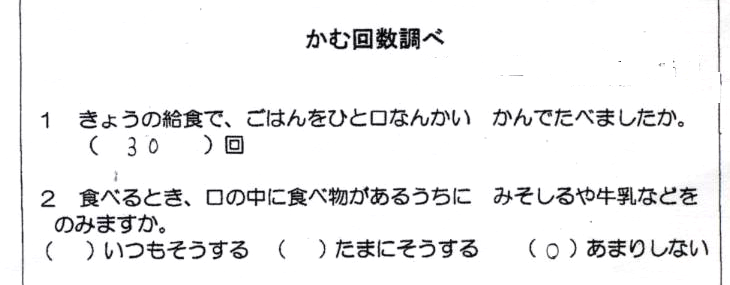 かむ回数調べ
1 きょうの給食で、ごはんをひと口なんかい かんでたべましたか。
( 30 )回
2 食べるとき、口の中に食べ物があるうちに みそしるや牛乳などを
のみますか。
( )いつもそうする ( )たまにそうする (○)あまりしない